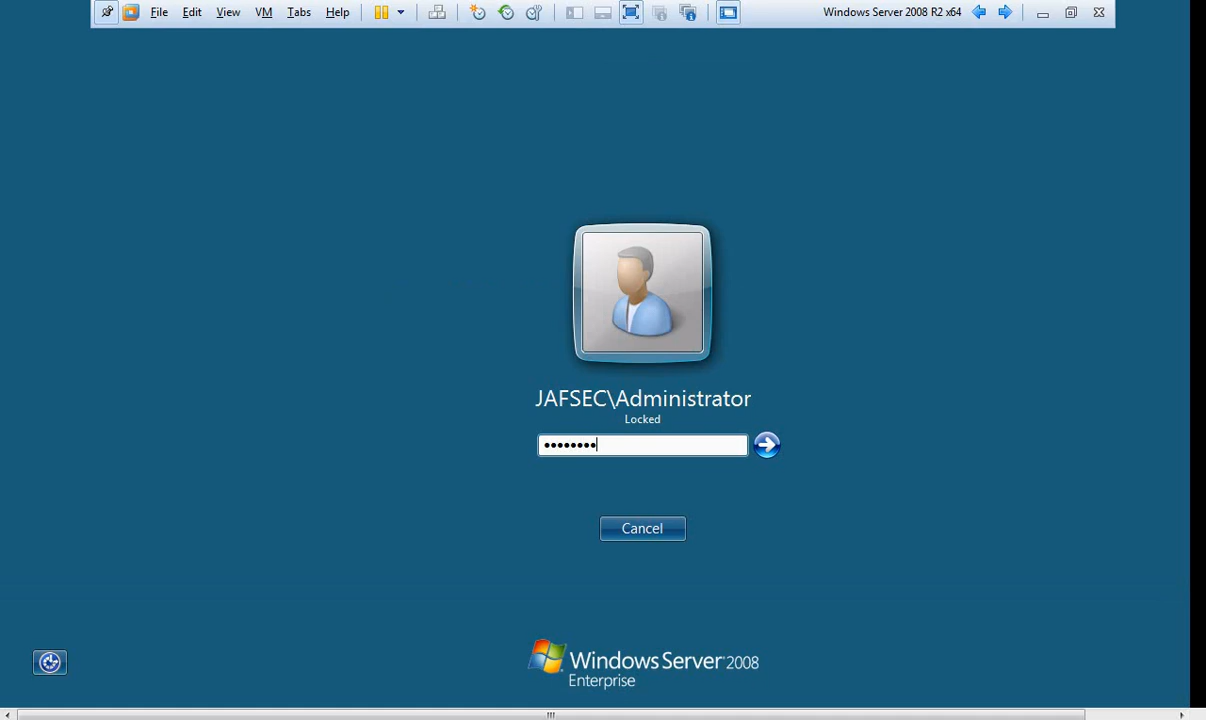 File Edit View VM Tabs Help Windows Server 2008 R2 x64
JAFSEC\Administrator
Locked
••••••••
Cancel
Windows Server 2008
Enterprise